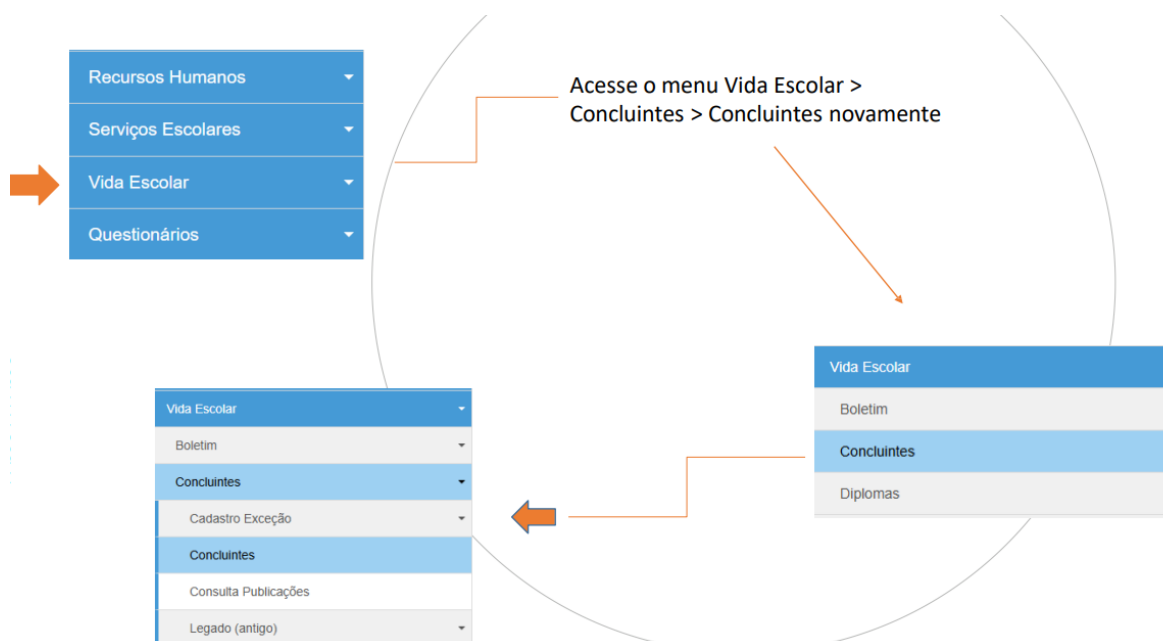 Recursos Humanos
Serviços Escolares
Vida Escolar
Questionários
Acesse o menu Vida Escolar >
Concluintes > Concluintes novamente
Vida Escolar
Boletim
Concluintes
Diplomas
Vida Escolar
Boletim
Concluintes
Cadastro Exceção
Concluintes
Consulta Publicações
Legado (antigo)